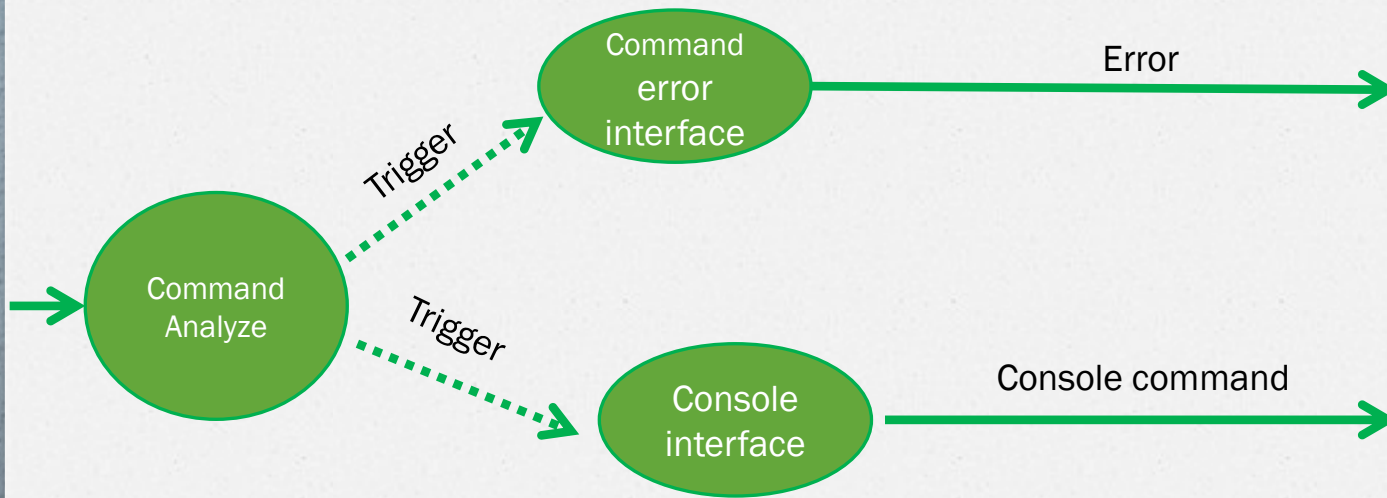 Command
error
interface
Error
Trigger
Command
Analyze
Trigger
Console
interface
Console command